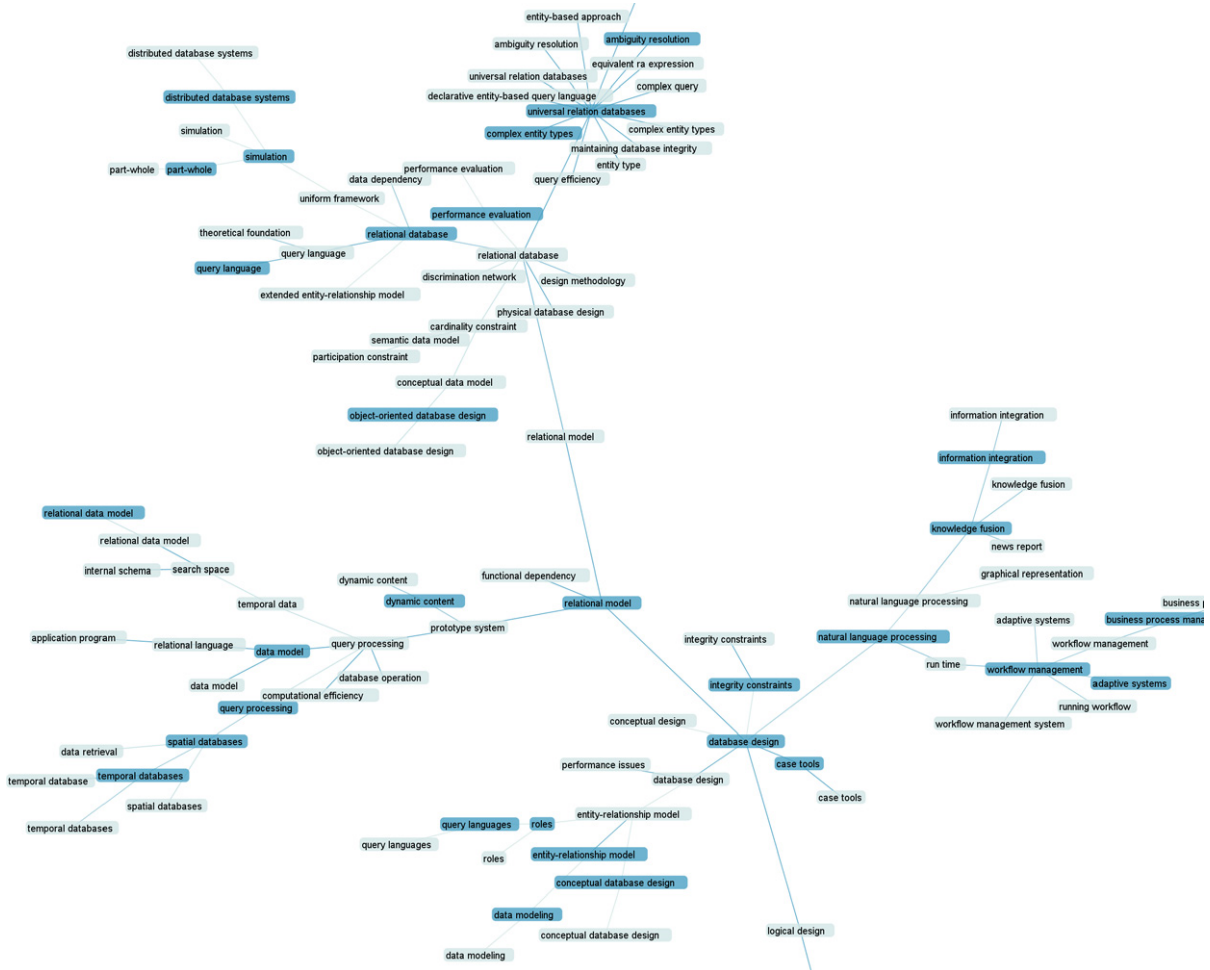 entity-based approach
ambiguity resolution
ambiguity resolution
distributed database systems
equivalent ra expression
universal relation databases
complex query
declarative entity-based query language
distributed database systems
universal relation databases
simulation
complex entity types
complex entity types
maintaining database integrity
simulation
entity type
part-whole
part-whole
performance evaluation
data dependency
query efficiency
uniform framework
performance evaluation
theoretical foundation
relational database
query language
relational database
query language
discrimination network
design methodology
extended entity-relationship model
physical database design
cardinality constraint
semantic data model
participation constraint
conceptual data model
object-oriented database design
information integration
relational model
object-oriented database design
information integration
knowledge fusion
relational data model
knowledge fusion
relational data model
news report
internal schema
search space
functional dependency
graphical representation
dynamic content
dynamic content
relational model
natural language processing
temporal data
business p
adaptive systems
business process mana
prototype system
application program
relational language
query processing
integrity constraints
natural language processing
workflow management
data model
run time
workflow management
database operation
data model
integrity constraints
adaptive systems
computational efficiency
query processing
running workflow
conceptual design
workflow management system
spatial databases
database design
data retrieval
performance issues
case tools
temporal database
temporal databases
database design
case tools
spatial databases
entity-relationship model
temporal databases
query languages
roles
query languages
roles
entity-relationship model
conceptual database design
data modeling
logical design
conceptual database design
data modeling